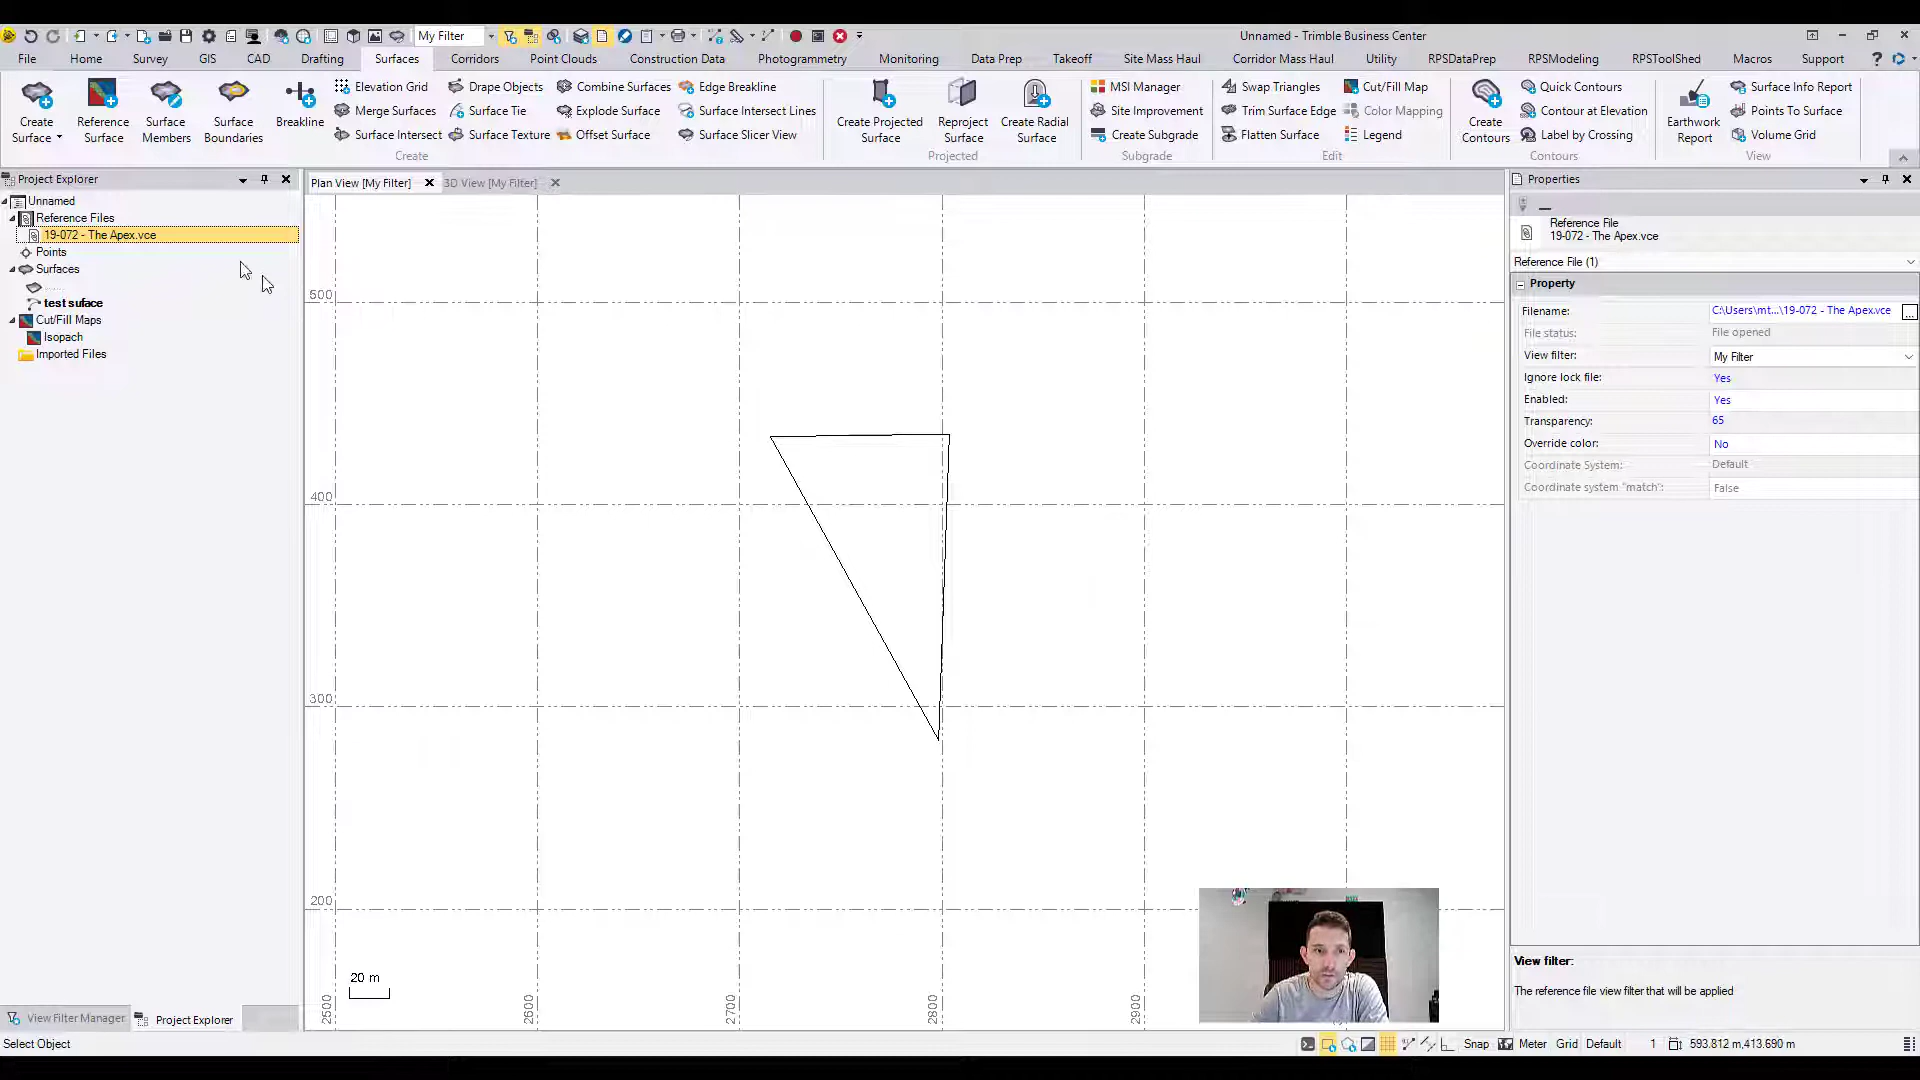 My Filter
Unnamed - Trimble Business Center
File Home Survey GIS CAD Drafting Surfaces Corridors Point Clouds Construction Data Photogrammetry Monitoring Data Prep Takeoff Site Mass Haul Corridor Mass Haul Utility RPSDataPrep RPSModeling RPSToolShed Macros Support
Create Surface
Reference Surface
Surface Members
Surface Boundaries
Breakline
Elevation Grid
Merge Surfaces
Surface Intersect
Drape Objects
Surface Tie
Surface Texture
Combine Surfaces
Explode Surface
Offset Surface
Edge Breakline
Surface Intersect Lines
Surface Slicer View
Create
Create Projected Surface
Reproject Surface
Create Radial Surface
Projected
MSI Manager
Site Improvement
Create Subgrade
Subgrade
Swap Triangles
Trim Surface Edge
Flatten Surface
Cut/Fill Map
Color Mapping
Legend
Edit
Create Contours
Quick Contours
Contour at Elevation
Label by Crossing
Contours
Earthwork Report
Surface Info Report
Points To Surface
Volume Grid
View
Project Explorer
Unnamed
Reference Files
19-072 - The Apex.vce
Points
Surfaces
......
test suface
Cut/Fill Maps
Isopach
Imported Files
View Filter Manager
Project Explorer
Plan View [My Filter]
3D View [My Filter]
500
400
300
200
20 m
2500
2600
2700
2800
2900
Properties
Reference File
19-072 - The Apex.vce
Reference File (1)
Property
Filename: C:\Users\mt...\19-072 - The Apex.vce ...
File status: File opened
View filter: My Filter
Ignore lock file: Yes
Enabled: Yes
Transparency: 65
Override color: No
Coordinate System: Default
Coordinate system "match": False
View filter:
The reference file view filter that will be applied
Select Object
Snap Meter Grid Default 1 593.812 m,413.690 m